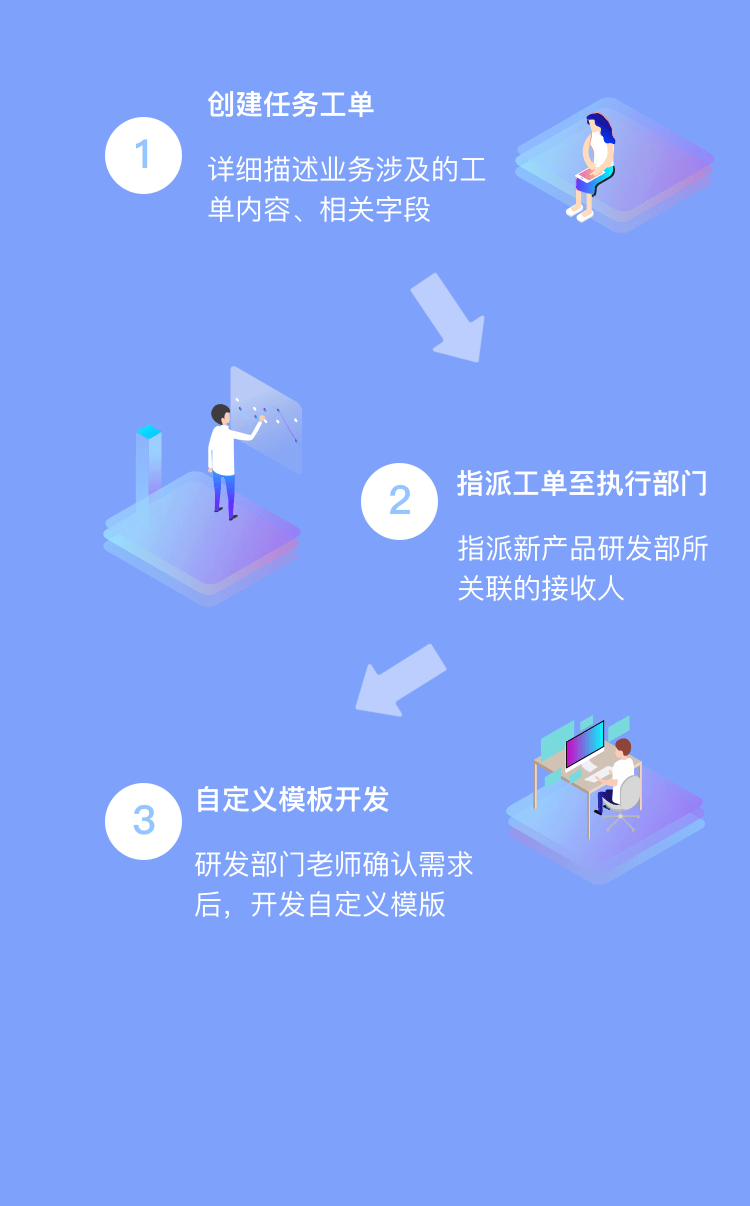 1
创建任务工单
详细描述业务涉及的工
单内容、相关字段
2
指派工单至执行部门
指派新产品研发部所
关联的接收人
3
自定义模板开发
研发部门老师确认需求
后，开发自定义模版